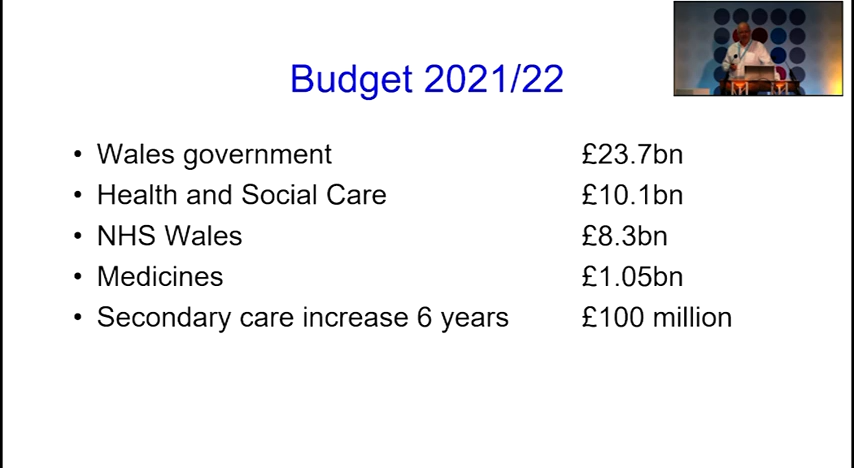 Budget 2021/22
• Wales government £23.7bn
• Health and Social Care £10.1bn
• NHS Wales £8.3bn
• Medicines £1.05bn
• Secondary care increase 6 years £100 million